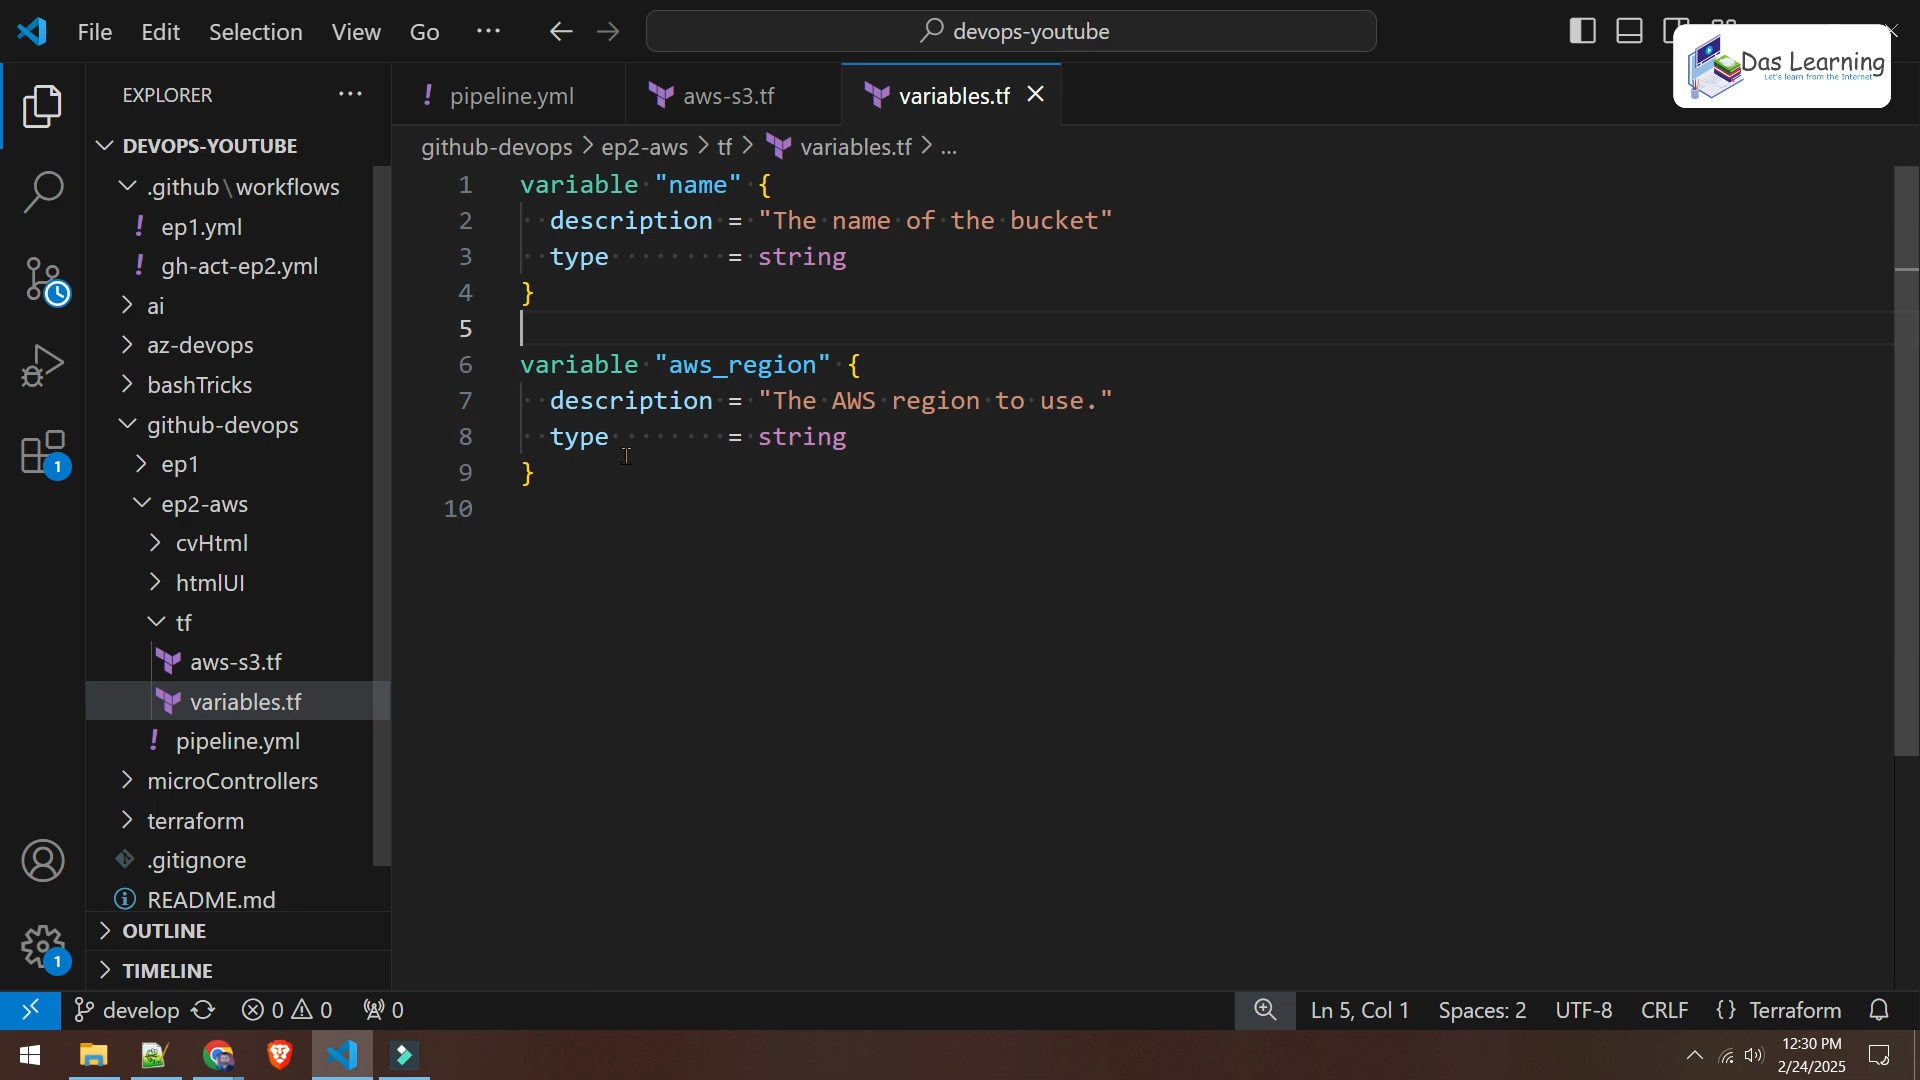 File Edit Selection View Go ··· devops-youtube
Das Learning
Let's learn from the Internet
EXPLORER ···
DEVOPS-YOUTUBE
.github\workflows
ep1.yml
gh-act-ep2.yml
ai
az-devops
bashTricks
github-devops
ep1
ep2-aws
cvHtml
htmlUI
tf
aws-s3.tf
variables.tf
pipeline.yml
microControllers
terraform
.gitignore
README.md
OUTLINE
TIMELINE
1
1
pipeline.yml aws-s3.tf variables.tf
github-devops > ep2-aws > tf > variables.tf > ...
1 variable "name" {
2 description = "The name of the bucket"
3 type = string
4 }
5
6 variable "aws_region" {
7 description = "The AWS region to use."
8 type = string
9 }
10
develop 0 0 0 Ln 5, Col 1 Spaces: 2 UTF-8 CRLF {} Terraform
12:30 PM
2/24/2025